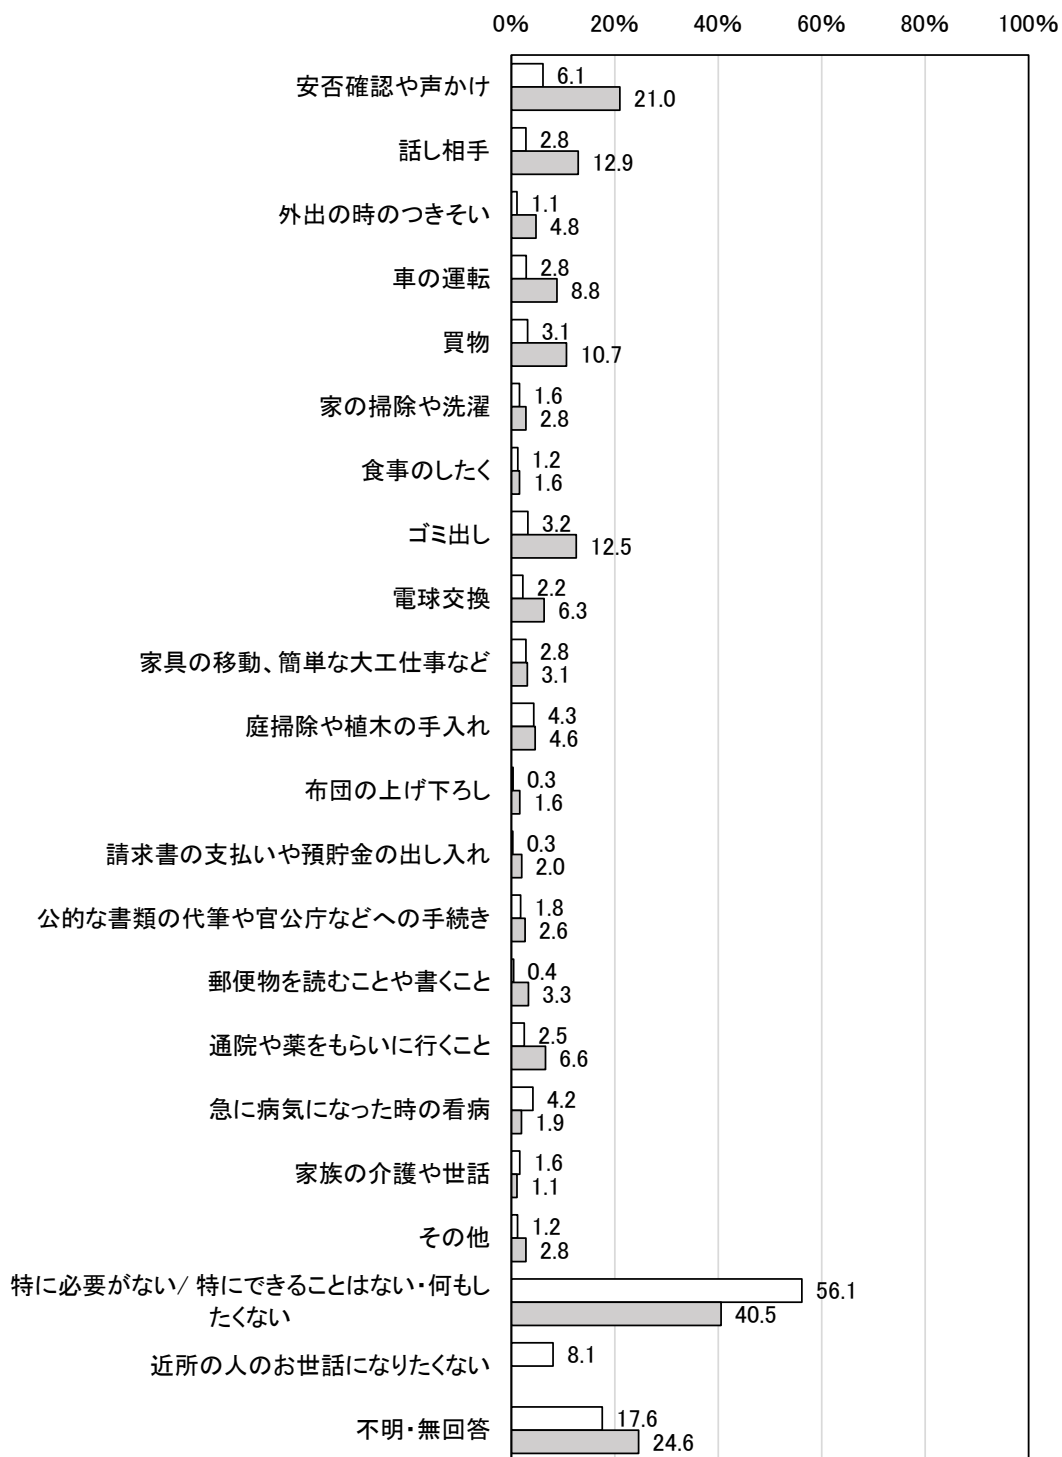 0% 20% 40% 60% 80% 100%
安否確認や声かけ 6.1
21.0
話し相手 2.8
12.9
外出の時のつきそい 1.1
4.8
車の運転 2.8
8.8
買物 3.1
10.7
家の掃除や洗濯 1.6
2.8
食事のしたく 1.2
1.6
ゴミ出し 3.2
12.5
電球交換 2.2
6.3
家具の移動、簡単な大工仕事など 2.8
3.1
庭掃除や植木の手入れ 4.3
4.6
布団の上げ下ろし 0.3
1.6
請求書の支払いや預貯金の出し入れ 0.3
2.0
公的な書類の代筆や官公庁などへの手続き 1.8
2.6
郵便物を読むことや書くこと 0.4
3.3
通院や薬をもらいに行くこと 2.5
6.6
急に病気になった時の看病 4.2
1.9
家族の介護や世話 1.6
1.1
その他 1.2
2.8
特に必要がない/ 特にできることはない・何もし 56.1
たくない 40.5
近所の人のお世話になりたくない 8.1
不明・無回答 17.6
24.6